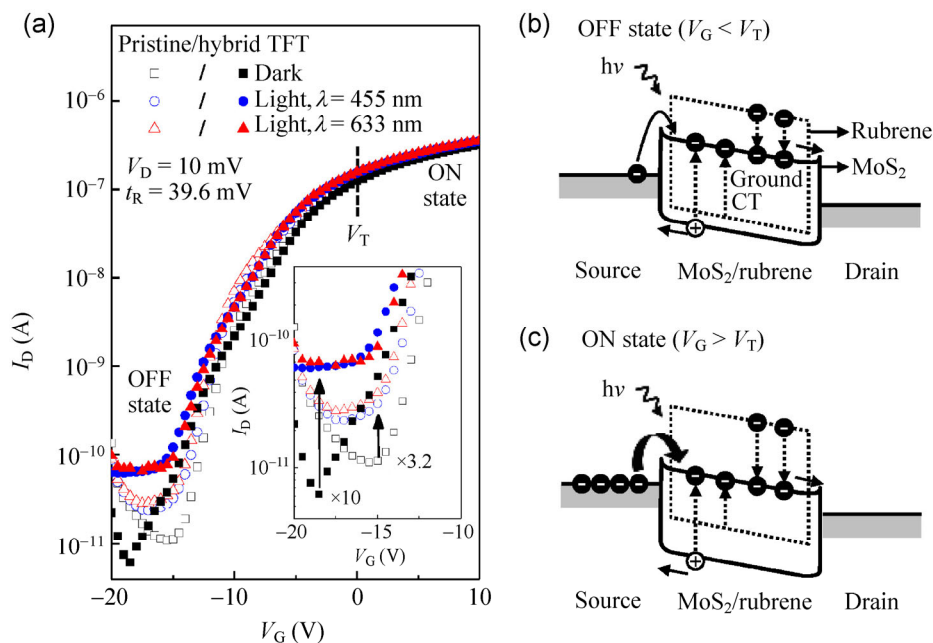 (a)
Pristine/hybrid TFT
/ Dark
/ Light, λ = 455 nm
/ Light, λ = 633 nm
V_D = 10 mV
t_R = 39.6 mV
ON
state
V_T
OFF
state
I_D (A)
10⁻⁶
10⁻⁷
10⁻⁸
10⁻⁹
10⁻¹⁰
10⁻¹¹
−20 −10 0 10
V_G (V)
I_D (A)
10⁻¹⁰
10⁻¹¹
×10
×3.2
−20 −15 −10
V_G (V)
(b)
OFF state (V_G < V_T)
hν
Rubrene
MoS₂
Ground
CT
Source MoS₂/rubrene Drain
(c)
ON state (V_G > V_T)
hν
Source MoS₂/rubrene Drain